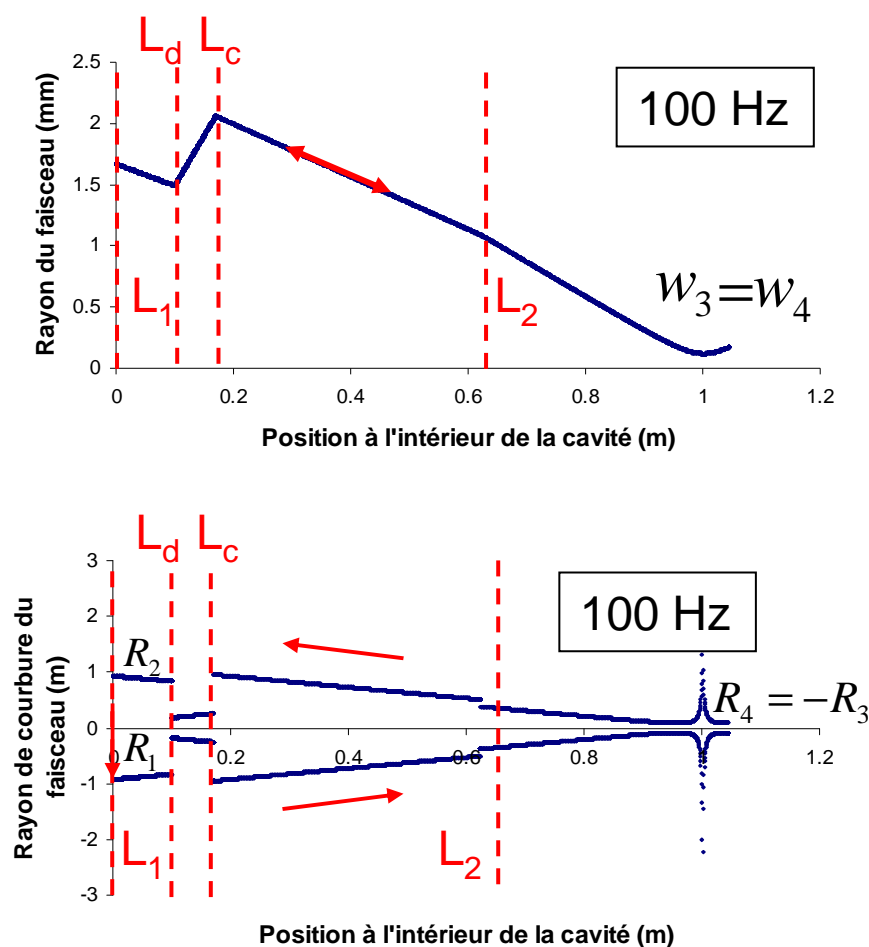 L_d L_c
Rayon du faisceau (mm)
2.5
2
1.5
1
0.5
0
100 Hz
L_1
L_2
w_3=w_4
0 0.2 0.4 0.6 0.8 1 1.2
Position à l'intérieur de la cavité (m)
L_d L_c
Rayon de courbure du
faisceau (m)
3
2
1
0
-1
-2
-3
100 Hz
R_2
R_4 = -R_3
0 0.2 0.4 0.6 0.8 1 1.2
R_1
L_1
L_2
Position à l'intérieur de la cavité (m)